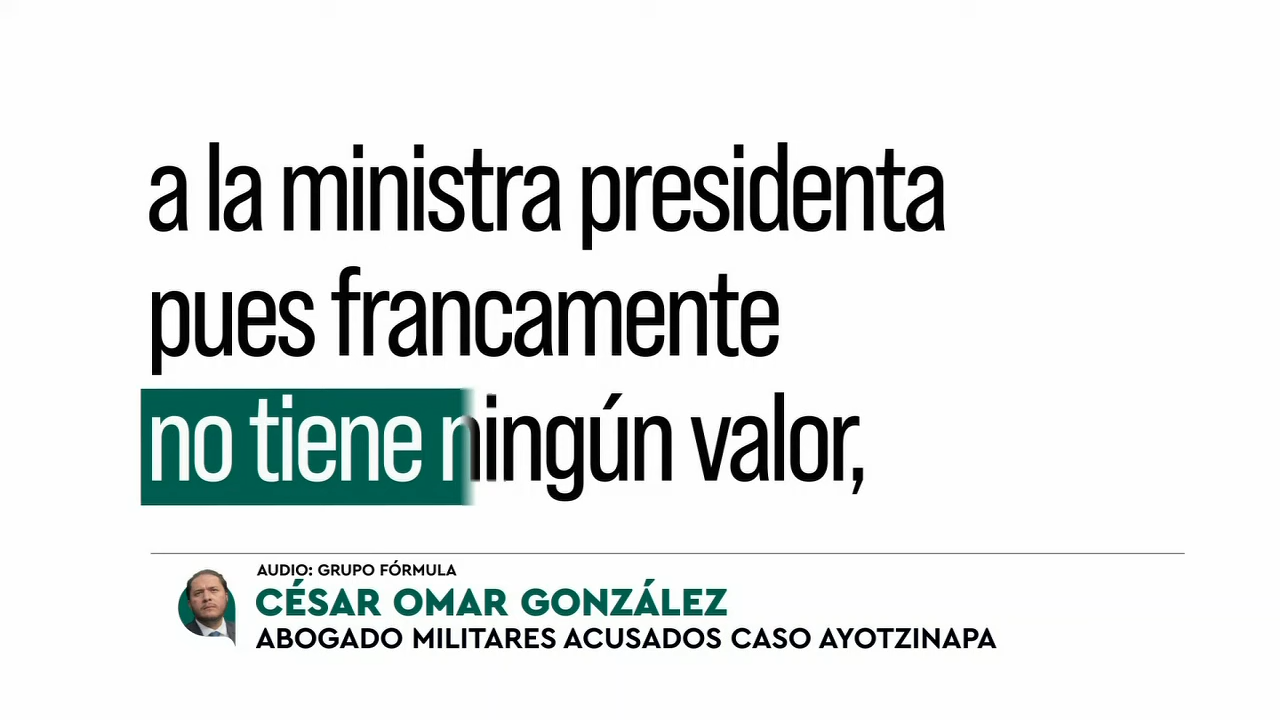 a la ministra presidenta
pues francamente
no tiene ningún valor,
AUDIO: GRUPO FÓRMULA
CÉSAR OMAR GONZÁLEZ
ABOGADO MILITARES ACUSADOS CASO AYOTZINAPA